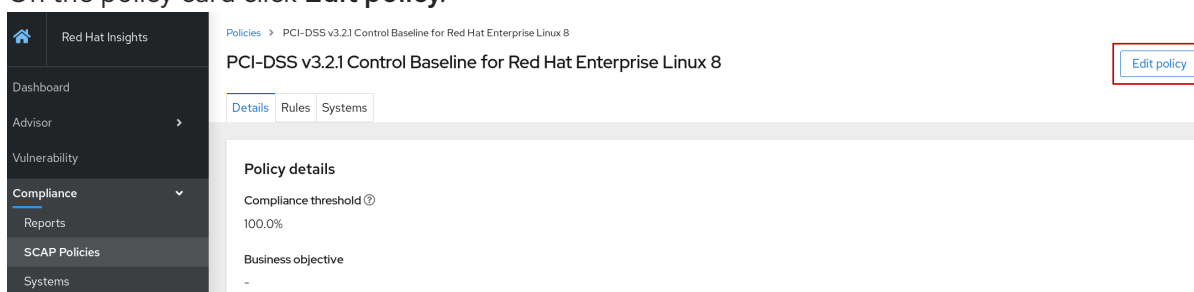 On the policy card click Edit policy.
Red Hat Insights
Policies > PCI-DSS v3.2.1 Control Baseline for Red Hat Enterprise Linux 8
PCI-DSS v3.2.1 Control Baseline for Red Hat Enterprise Linux 8
Edit policy
Dashboard
Details Rules Systems
Advisor
Vulnerability
Policy details
Compliance
Compliance threshold
Reports
100.0%
SCAP Policies
Business objective
Systems
-